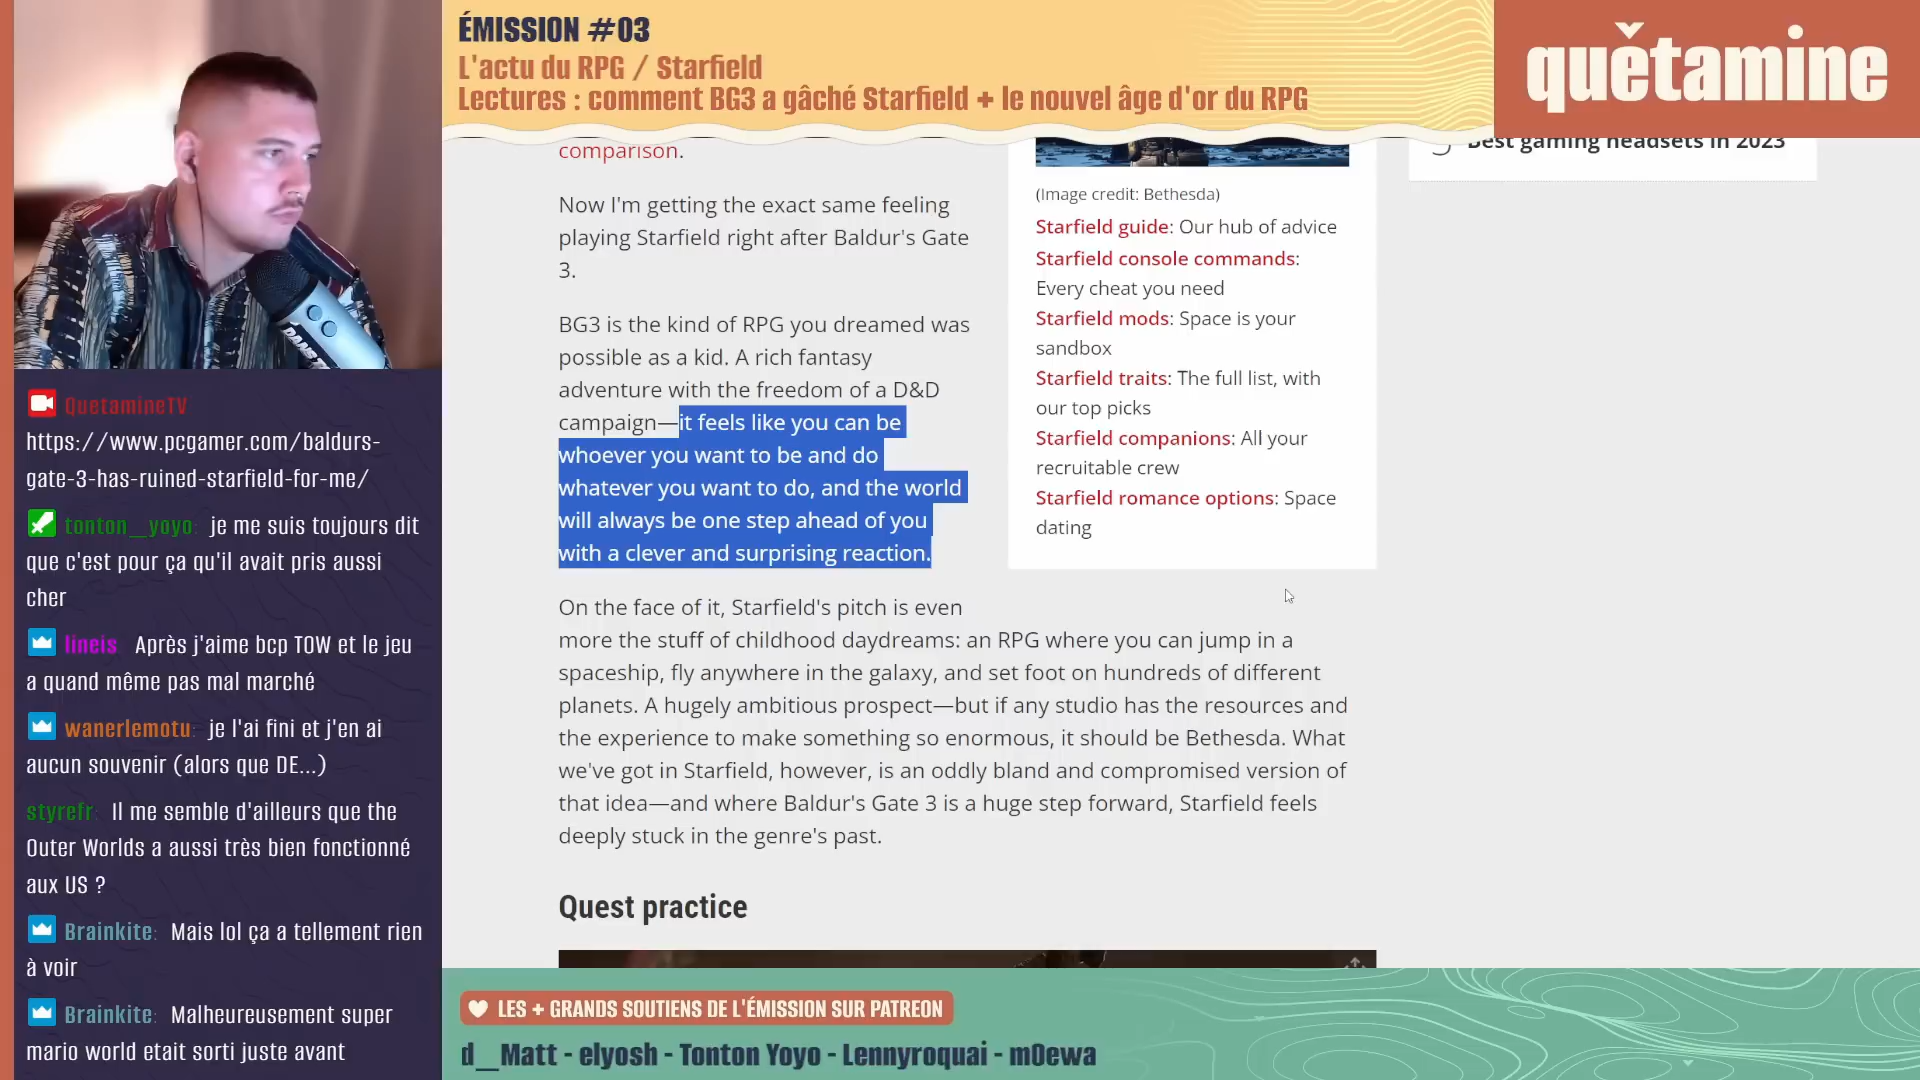 ÉMISSION #03
L'actu du RPG / Starfield
Lectures : comment BG3 a gâché Starfield + le nouvel âge d'or du RPG
quětamine
QuetamineTV
https://www.pcgamer.com/baldurs-
gate-3-has-ruined-starfield-for-me/
tonton_yoyo: je me suis toujours dit
que c'est pour ça qu'il avait pris aussi
cher
lineis Après j'aime bcp TOW et le jeu
a quand même pas mal marché
wanerlemotu: je l'ai fini et j'en ai
aucun souvenir (alors que DE...)
styrefr: Il me semble d'ailleurs que the
Outer Worlds a aussi très bien fonctionné
aux US ?
Brainkite: Mais lol ça a tellement rien
à voir
Brainkite: Malheureusement super
mario world etait sorti juste avant
comparison.
Now I'm getting the exact same feeling
playing Starfield right after Baldur's Gate
3.
BG3 is the kind of RPG you dreamed was
possible as a kid. A rich fantasy
adventure with the freedom of a D&D
campaign—it feels like you can be
whoever you want to be and do
whatever you want to do, and the world
will always be one step ahead of you
with a clever and surprising reaction.
On the face of it, Starfield's pitch is even
more the stuff of childhood daydreams: an RPG where you can jump in a
spaceship, fly anywhere in the galaxy, and set foot on hundreds of different
planets. A hugely ambitious prospect—but if any studio has the resources and
the experience to make something so enormous, it should be Bethesda. What
we've got in Starfield, however, is an oddly bland and compromised version of
that idea—and where Baldur's Gate 3 is a huge step forward, Starfield feels
deeply stuck in the genre's past.
Quest practice
(Image credit: Bethesda)
Starfield guide: Our hub of advice
Starfield console commands:
Every cheat you need
Starfield mods: Space is your
sandbox
Starfield traits: The full list, with
our top picks
Starfield companions: All your
recruitable crew
Starfield romance options: Space
dating
Best gaming headsets in 2023
LES + GRANDS SOUTIENS DE L'ÉMISSION SUR PATREON
d__Matt - elyosh - Tonton Yoyo - Lennyroquai - m0ewa